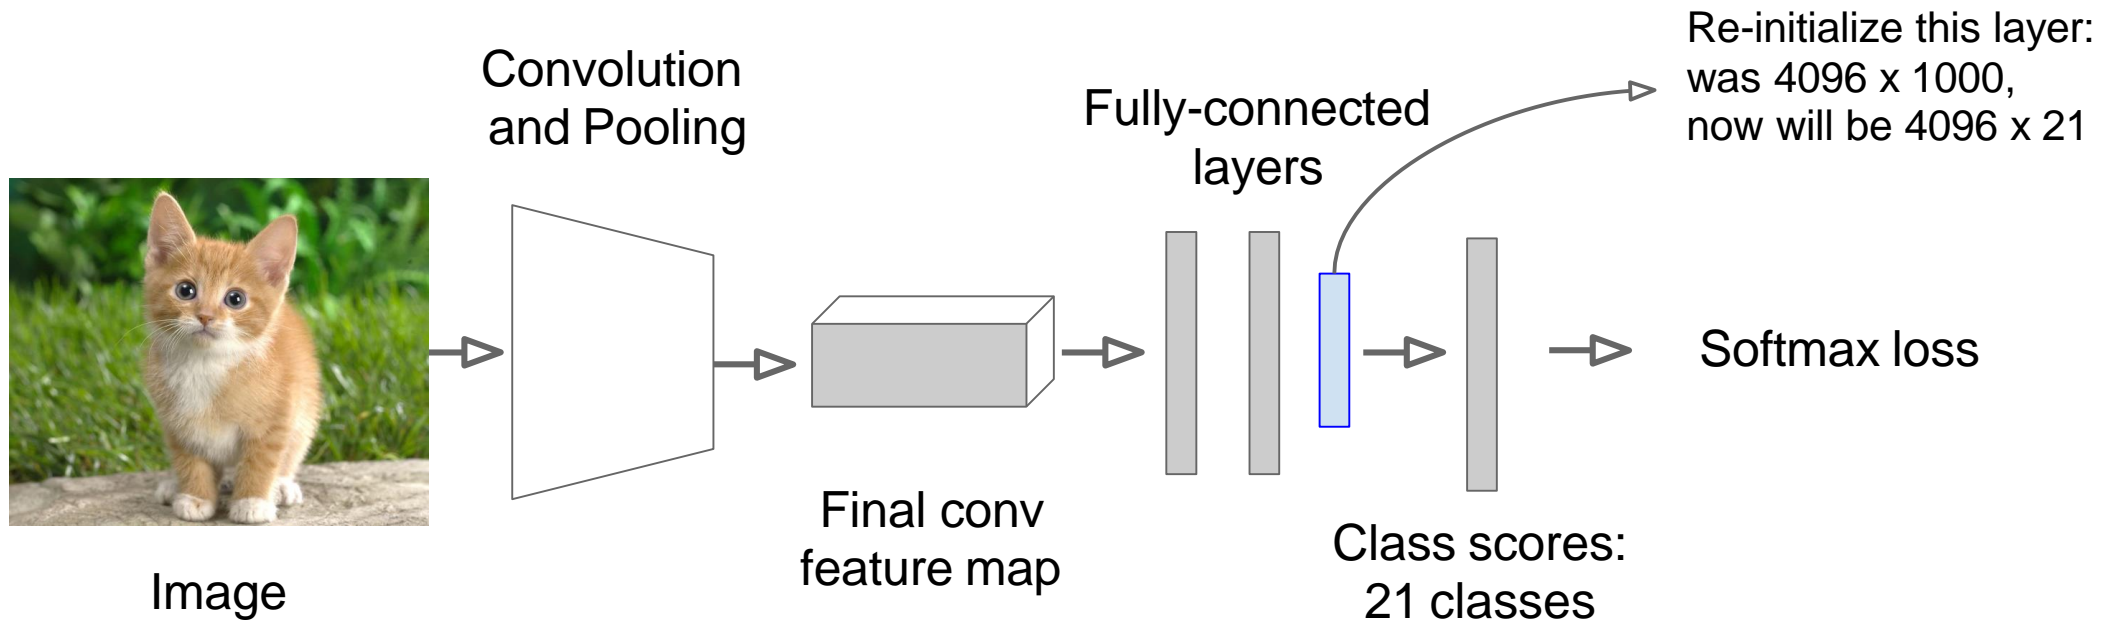 Convolution
and Pooling
Fully-connected
layers
Re-initialize this layer:
was 4096 x 1000,
now will be 4096 x 21
Softmax loss
Image
Final conv
feature map
Class scores:
21 classes